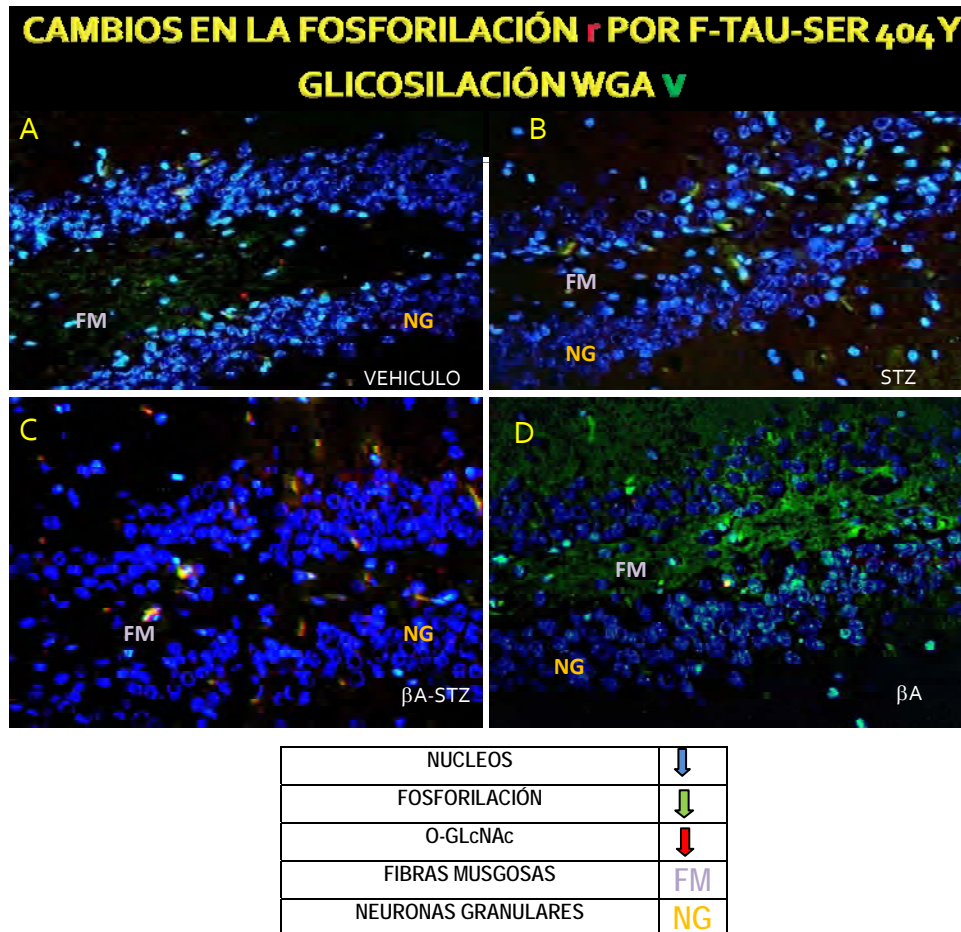 CAMBIOS EN LA FOSFORILACIÓN r POR F-TAU-SER 404 Y
GLICOSILACIÓN WGA V
A
B
FM
NG
VEHICULO
FM
NG
STZ
C
D
FM
NG
βA-STZ
FM
NG
βA
NUCLEOS
FOSFORILACIÓN
O-GLcNAc
FIBRAS MUSGOSAS FM
NEURONAS GRANULARES NG